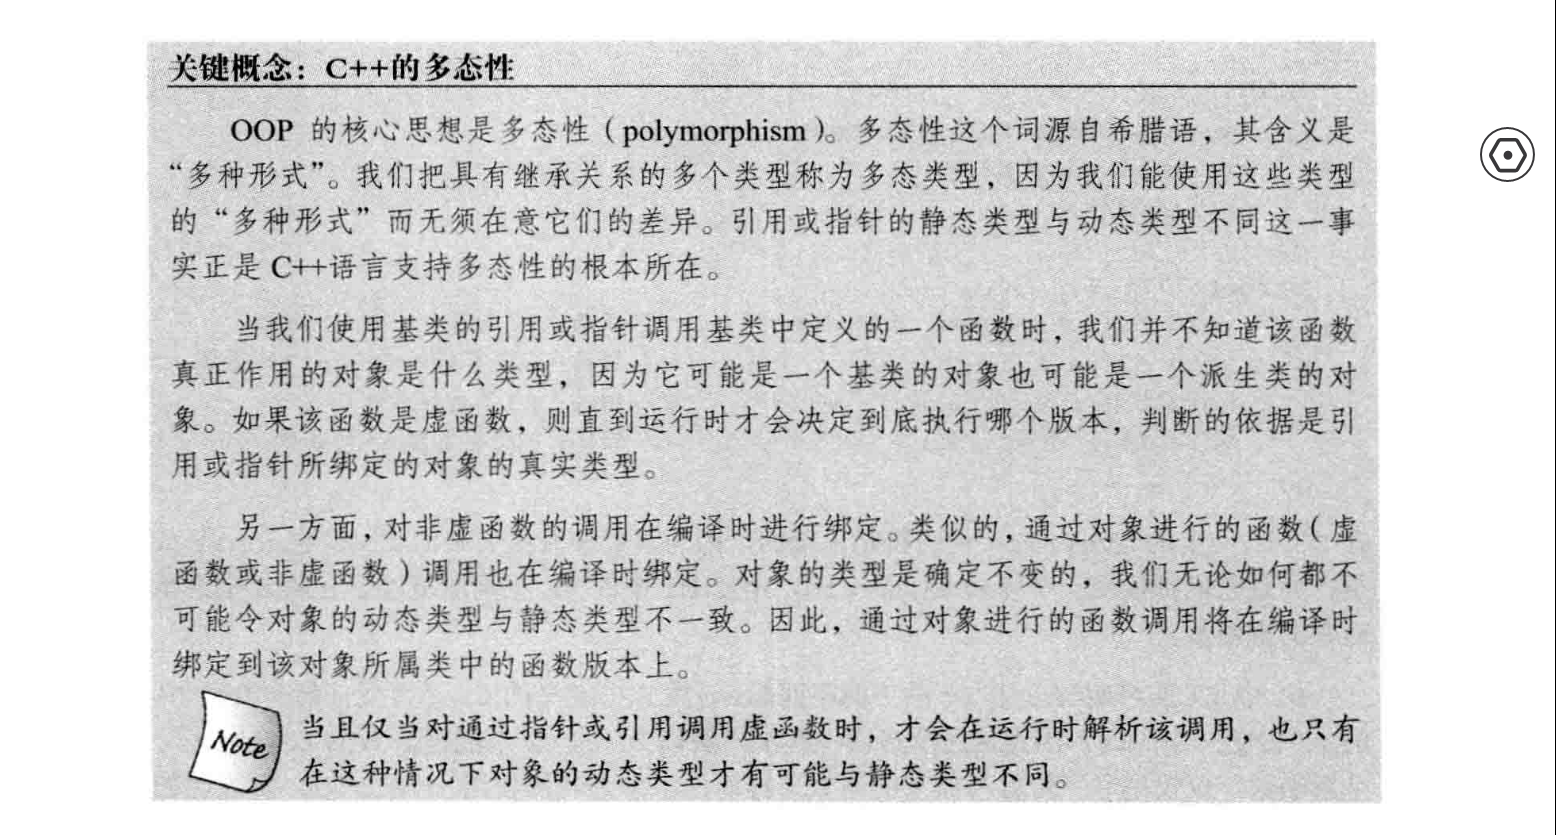 关键概念：C++的多态性
OOP 的核心思想是多态性（polymorphism）。多态性这个词源自希腊语，其含义是
“多种形式”。我们把具有继承关系的多个类型称为多态类型，因为我们能使用这些类型
的“多种形式”而无须在意它们的差异。引用或指针的静态类型与动态类型不同这一事
实正是 C++语言支持多态性的根本所在。
当我们使用基类的引用或指针调用基类中定义的一个函数时，我们并不知道该函数
真正作用的对象是什么类型，因为它可能是一个基类的对象也可能是一个派生类的对
象。如果该函数是虚函数，则直到运行时才会决定到底执行哪个版本，判断的依据是引
用或指针所绑定的对象的真实类型。
另一方面，对非虚函数的调用在编译时进行绑定。类似的，通过对象进行的函数（虚
函数或非虚函数）调用也在编译时绑定。对象的类型是确定不变的，我们无论如何都不
可能令对象的动态类型与静态类型不一致。因此，通过对象进行的函数调用将在编译时
绑定到该对象所属类中的函数版本上。
Note
当且仅当对通过指针或引用调用虚函数时，才会在运行时解析该调用，也只有
在这种情况下对象的动态类型才有可能与静态类型不同。